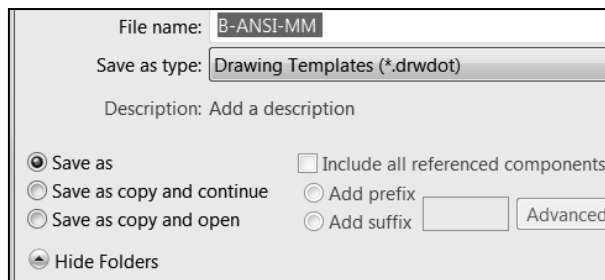 File name: B-ANSI-MM
Save as type: Drawing Templates (*.drwdot)
Description: Add a description
Save as
Include all referenced components
Save as copy and continue
Add prefix
Save as copy and open
Add suffix
Advanced
Hide Folders